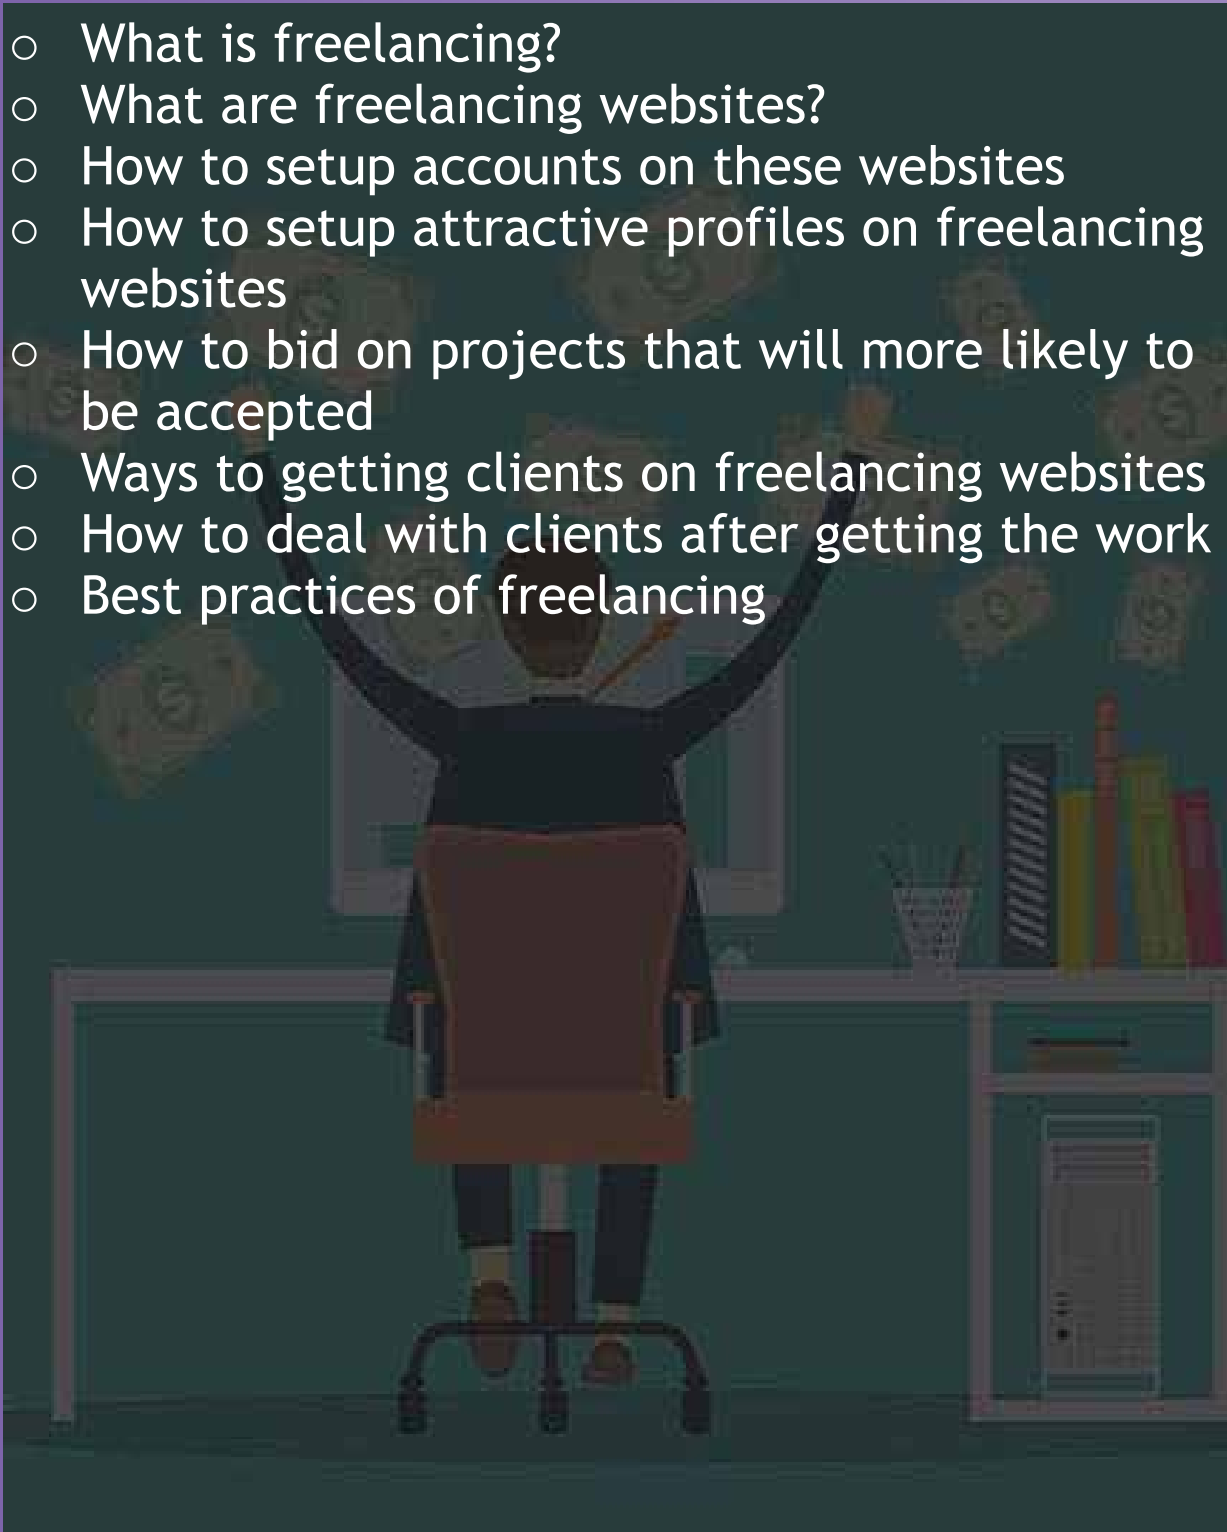 ○ What is freelancing?
○ What are freelancing websites?
○ How to setup accounts on these websites
○ How to setup attractive profiles on freelancing
websites
○ How to bid on projects that will more likely to
be accepted
○ Ways to getting clients on freelancing websites
○ How to deal with clients after getting the work
○ Best practices of freelancing